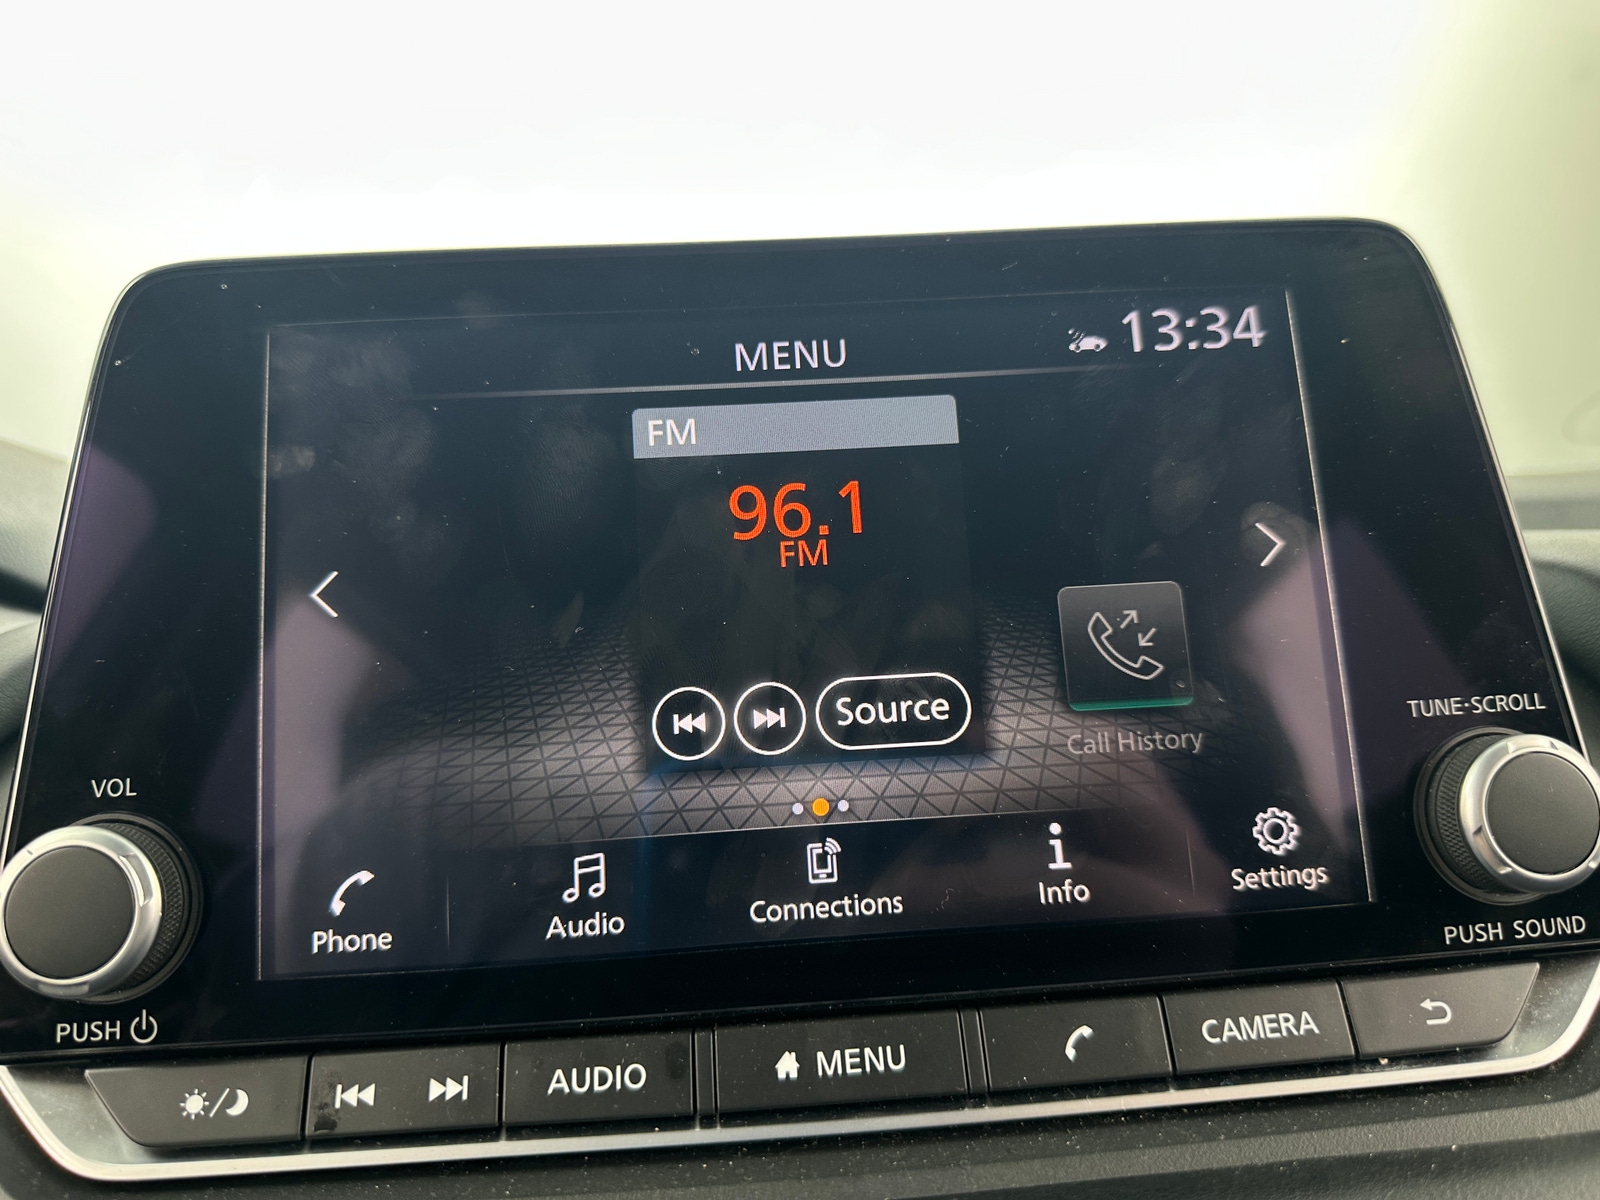 MENU
13:34
FM
96.1
FM
Source
Call History
Phone
Audio
Connections
Info
Settings
VOL
PUSH
TUNE·SCROLL
PUSH SOUND
AUDIO
MENU
CAMERA